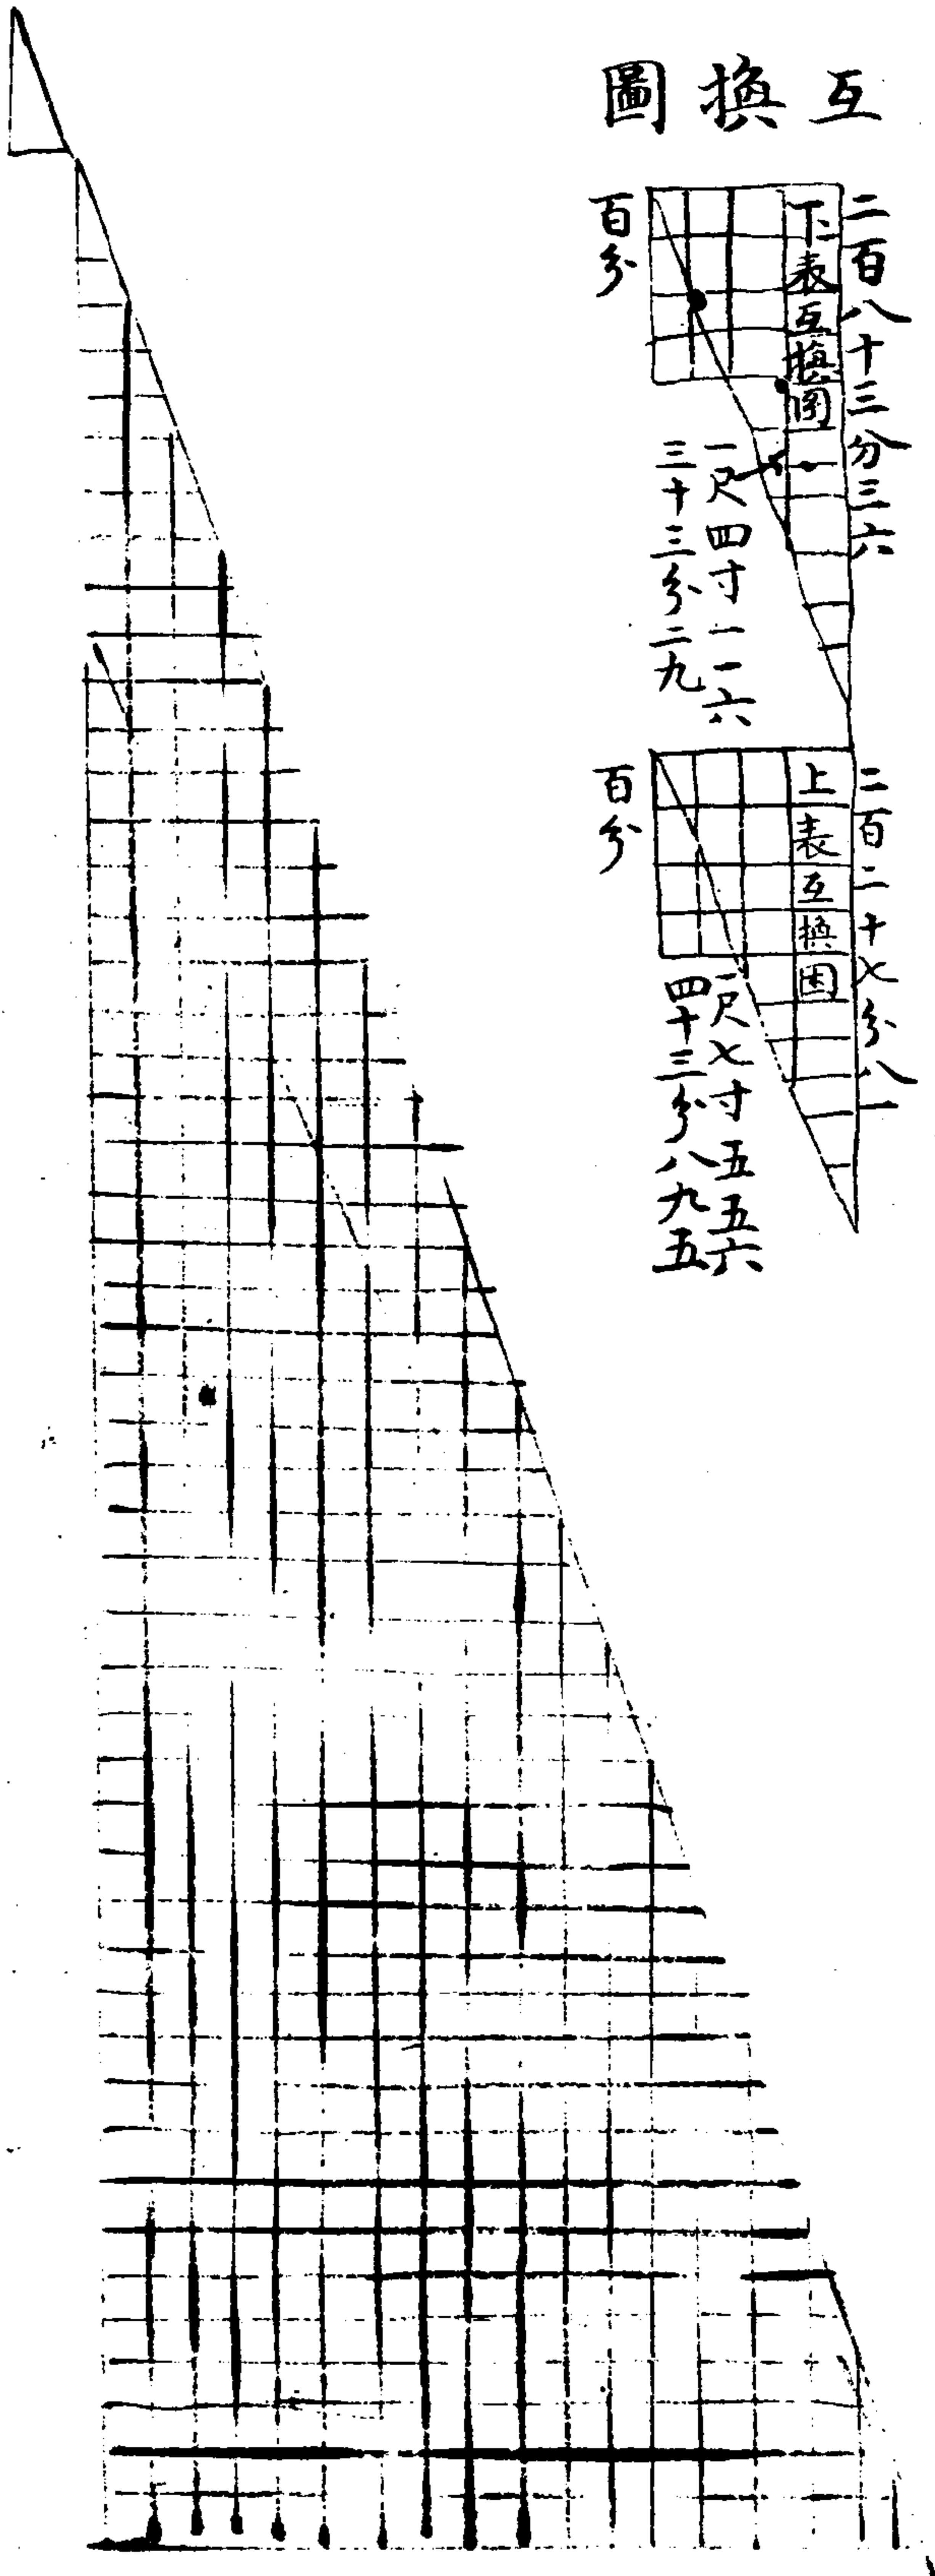 互換圖
二百八十三分三六
下表互換圖
百分
一尺四寸一一六
三十三分二九
二百二十七分八一
上表互換圖
百分
一尺七寸五五六
四十三分八九五